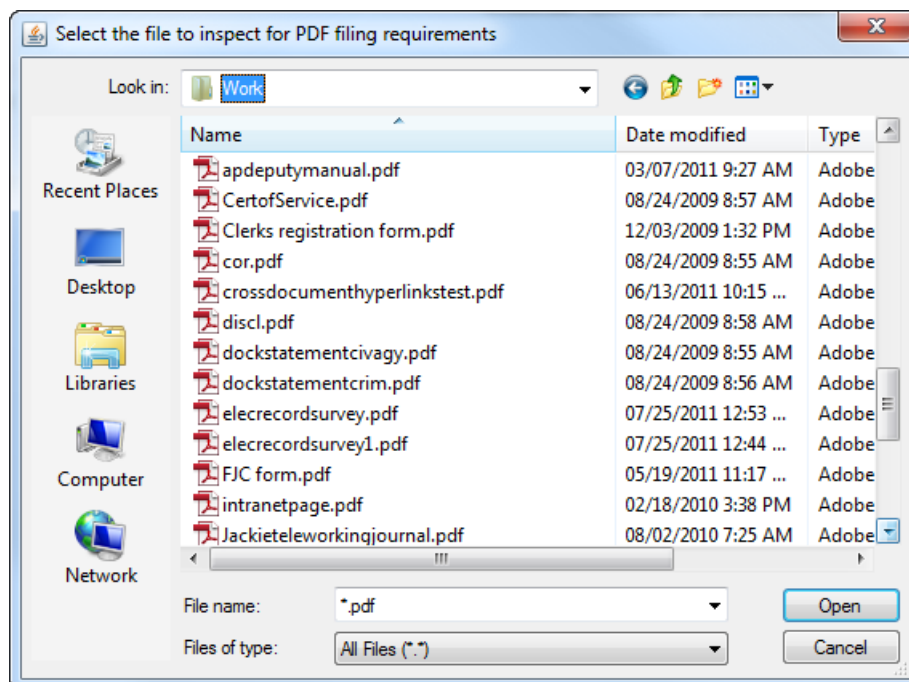 Select the file to inspect for PDF filing requirements
Look in: Work
Name Date modified Type
apdeputymanual.pdf 03/07/2011 9:27 AM Adobe
CertofService.pdf 08/24/2009 8:57 AM Adobe
Clerks registration form.pdf 12/03/2009 1:32 PM Adobe
cor.pdf 08/24/2009 8:55 AM Adobe
crossdocumenthyperlinkstest.pdf 06/13/2011 10:15 ...
discl.pdf 08/24/2009 8:58 AM Adobe
dockstatementcivagy.pdf 08/24/2009 8:55 AM Adobe
dockstatementcrim.pdf 08/24/2009 8:56 AM Adobe
elecrecordsurvey.pdf 07/25/2011 12:53 ... Adobe
elecrecordsurvey1.pdf 07/25/2011 12:44 ... Adobe
FJC form.pdf 05/19/2011 11:17 ... Adobe
intranetpage.pdf 02/18/2010 3:38 PM Adobe
Jackieteleworkingjournal.pdf 08/02/2010 7:25 AM Adobe
Recent Places
Desktop
Libraries
Computer
Network
File name: *.pdf Open
Files of type: All Files (*.*) Cancel